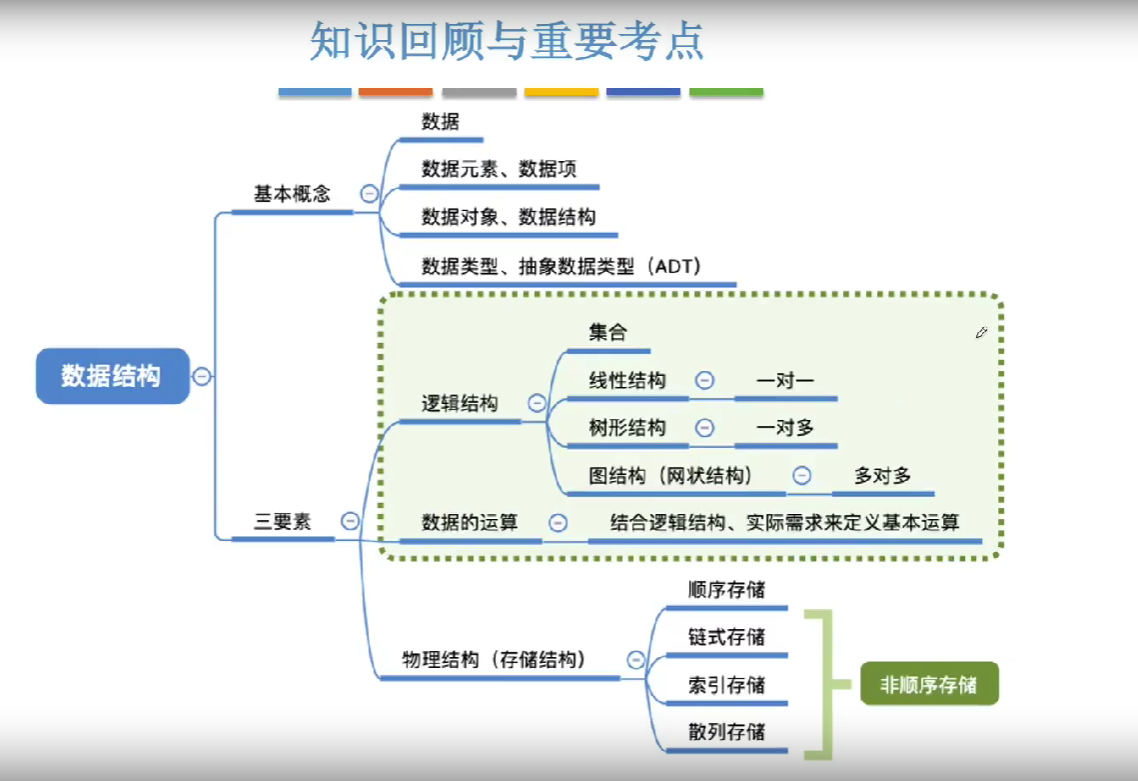 知识回顾与重要考点
数据
数据元素、数据项
基本概念
数据对象、数据结构
数据类型、抽象数据类型（ADT）
集合
数据结构
线性结构 一对一
逻辑结构
树形结构 一对多
图结构（网状结构） 多对多
三要素
数据的运算 结合逻辑结构、实际需求来定义基本运算
顺序存储
链式存储
物理结构（存储结构）
索引存储
非顺序存储
散列存储